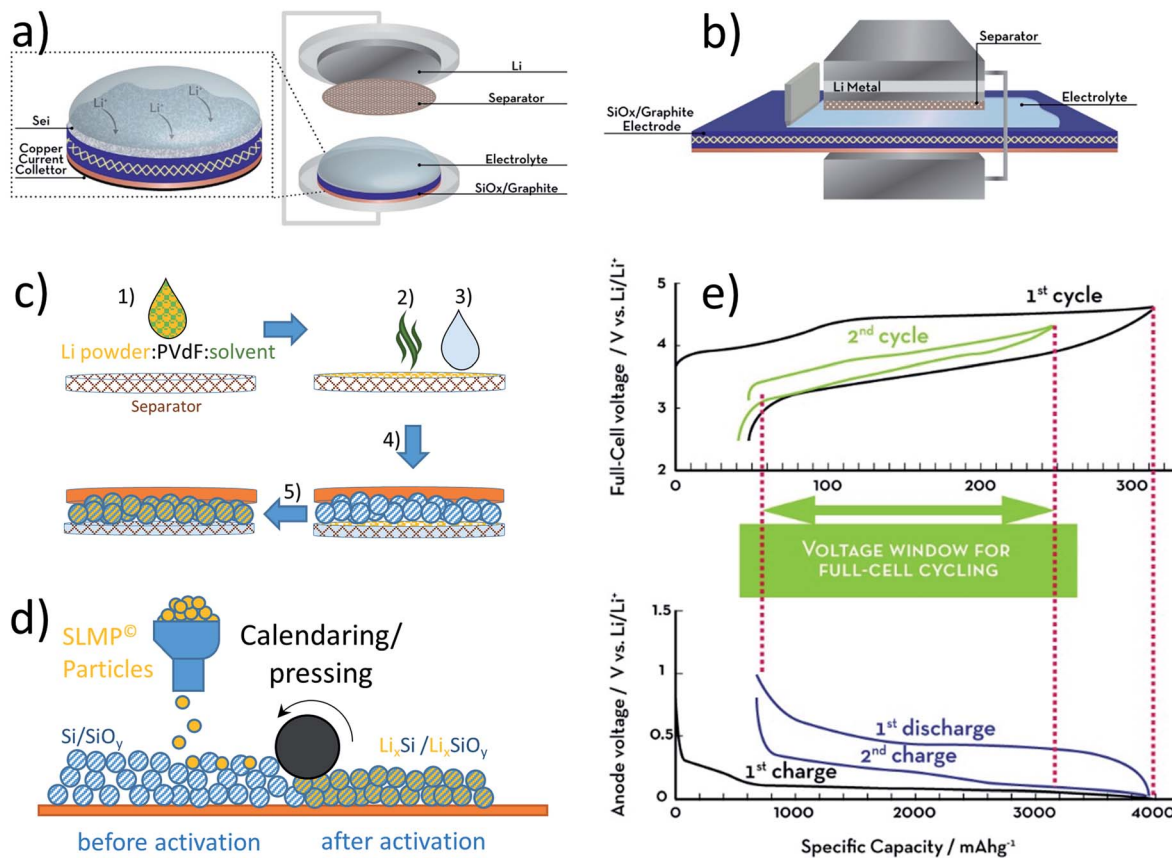 a)
Li⁺
Li⁺
Li⁺
Sei
Copper
Current
Collettor
Li
Separator
Electrolyte
SiOx/Graphite
b)
Separator
Li Metal
Electrolyte
SiOx/Graphite
Electrode
c)
1)
2)
3)
Li powder:PVdF:solvent
Separator
4)
5)
d)
SLMP©
Particles
Calendaring/
pressing
Si/SiOy
LixSi /LixSiOy
before activation
after activation
e)
Full-Cell voltage / V vs. Li/Li⁺
5
4
3
2
1st cycle
2nd cycle
0
100
200
300
VOLTAGE WINDOW FOR
FULL-CELL CYCLING
Anode voltage / V vs. Li/Li⁺
1.5
1
0.5
0
1st discharge
2nd charge
1st charge
0
1000
2000
3000
4000
Specific Capacity / mAhg⁻¹